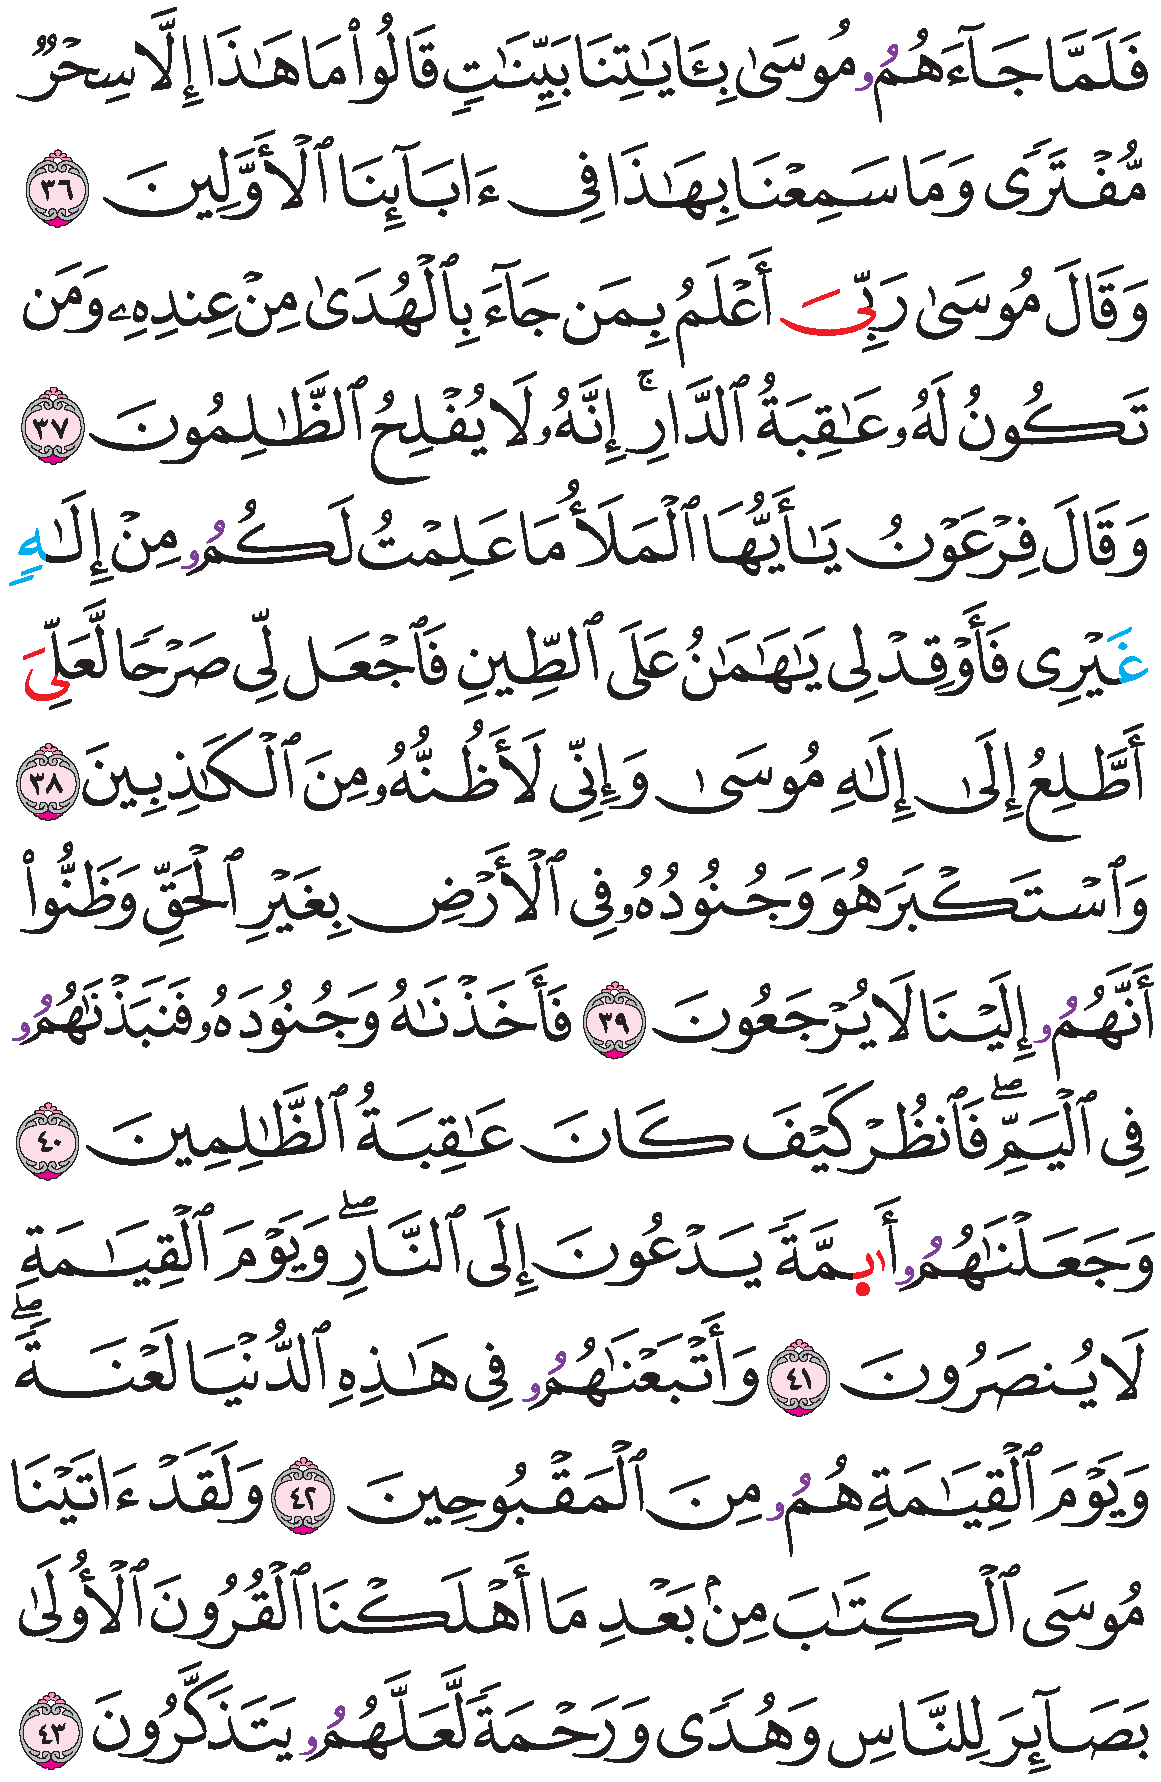 فَلَمَّا جَآءَهُمُۥ مُوسَىٰ بِـَٔايَـٰتِنَا بَيِّنَـٰتٍ قَالُوا۟ مَا هَـٰذَا إِلَّا سِحْرٌ
مُّفْتَرًى وَمَا سَمِعْنَا بِهَـٰذَا فِى ءَابَآئِنَا ٱلْأَوَّلِينَ ٣٦
وَقَالَ مُوسَىٰ رَبِّىَ أَعْلَمُ بِمَن جَآءَ بِٱلْهُدَىٰ مِنْ عِندِهِۦ وَمَن
تَكُونُ لَهُۥ عَـٰقِبَةُ ٱلدَّارِ ۚ إِنَّهُۥ لَا يُفْلِحُ ٱلظَّـٰلِمُونَ ٣٧
وَقَالَ فِرْعَوْنُ يَـٰٓأَيُّهَا ٱلْمَلَأُ مَا عَلِمْتُ لَكُمُۥ مِنْ إِلَـٰهٍ
غَيْرِى فَأَوْقِدْ لِى يَـٰهَـٰمَـٰنُ عَلَى ٱلطِّينِ فَٱجْعَل لِّى صَرْحًا لَّعَلِّىَ
أَطَّلِعُ إِلَىٰ إِلَـٰهِ مُوسَىٰ وَإِنِّى لَأَظُنُّهُۥ مِنَ ٱلْكَـٰذِبِينَ ٣٨
وَٱسْتَكْبَرَ هُوَ وَجُنُودُهُۥ فِى ٱلْأَرْضِ بِغَيْرِ ٱلْحَقِّ وَظَنُّوا۟
أَنَّهُمُۥ إِلَيْنَا لَا يُرْجَعُونَ ٣٩ فَأَخَذْنَـٰهُ وَجُنُودَهُۥ فَنَبَذْنَـٰهُمُۥ
فِى ٱلْيَمِّ ۖ فَٱنظُرْ كَيْفَ كَانَ عَـٰقِبَةُ ٱلظَّـٰلِمِينَ ٤٠
وَجَعَلْنَـٰهُمُۥ أَىِٕمَّةً يَدْعُونَ إِلَى ٱلنَّارِ ۖ وَيَوْمَ ٱلْقِيَـٰمَةِ
لَا يُنصَرُونَ ٤١ وَأَتْبَعْنَـٰهُمُۥ فِى هَـٰذِهِ ٱلدُّنْيَا لَعْنَةً ۖ
وَيَوْمَ ٱلْقِيَـٰمَةِ هُمُۥ مِنَ ٱلْمَقْبُوحِينَ ٤٢ وَلَقَدْ ءَاتَيْنَا
مُوسَى ٱلْكِتَـٰبَ مِنۢ بَعْدِ مَا أَهْلَكْنَا ٱلْقُرُونَ ٱلْأُولَىٰ
بَصَآئِرَ لِلنَّاسِ وَهُدًى وَرَحْمَةً لَّعَلَّهُمُۥ يَتَذَكَّرُونَ ٤٣